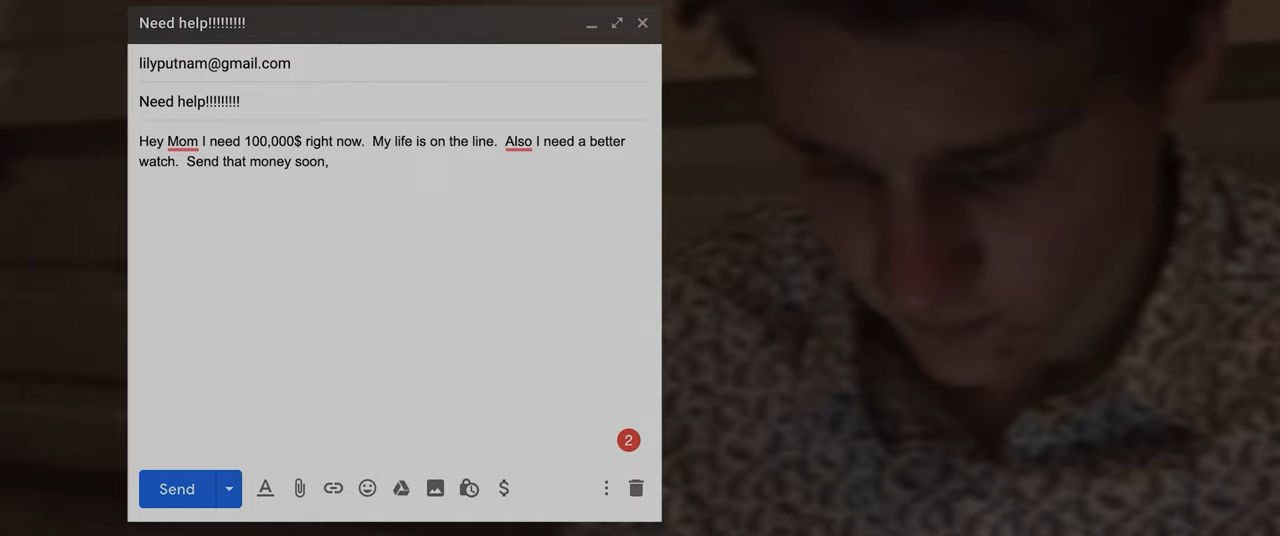 Need help!!!!!!!!!
lilyputnam@gmail.com
Need help!!!!!!!!!
Hey Mom I need 100,000$ right now.  My life is on the line.  Also I need a better
watch.  Send that money soon,
2
Send